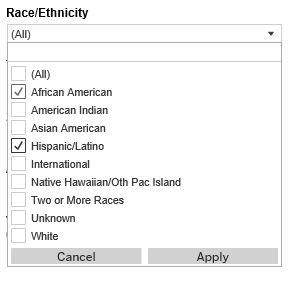 Race/Ethnicity
(All)
(All)
African American
American Indian
Asian American
Hispanic/Latino
International
Native Hawaiian/Oth Pac Island
Two or More Races
Unknown
White
Cancel Apply